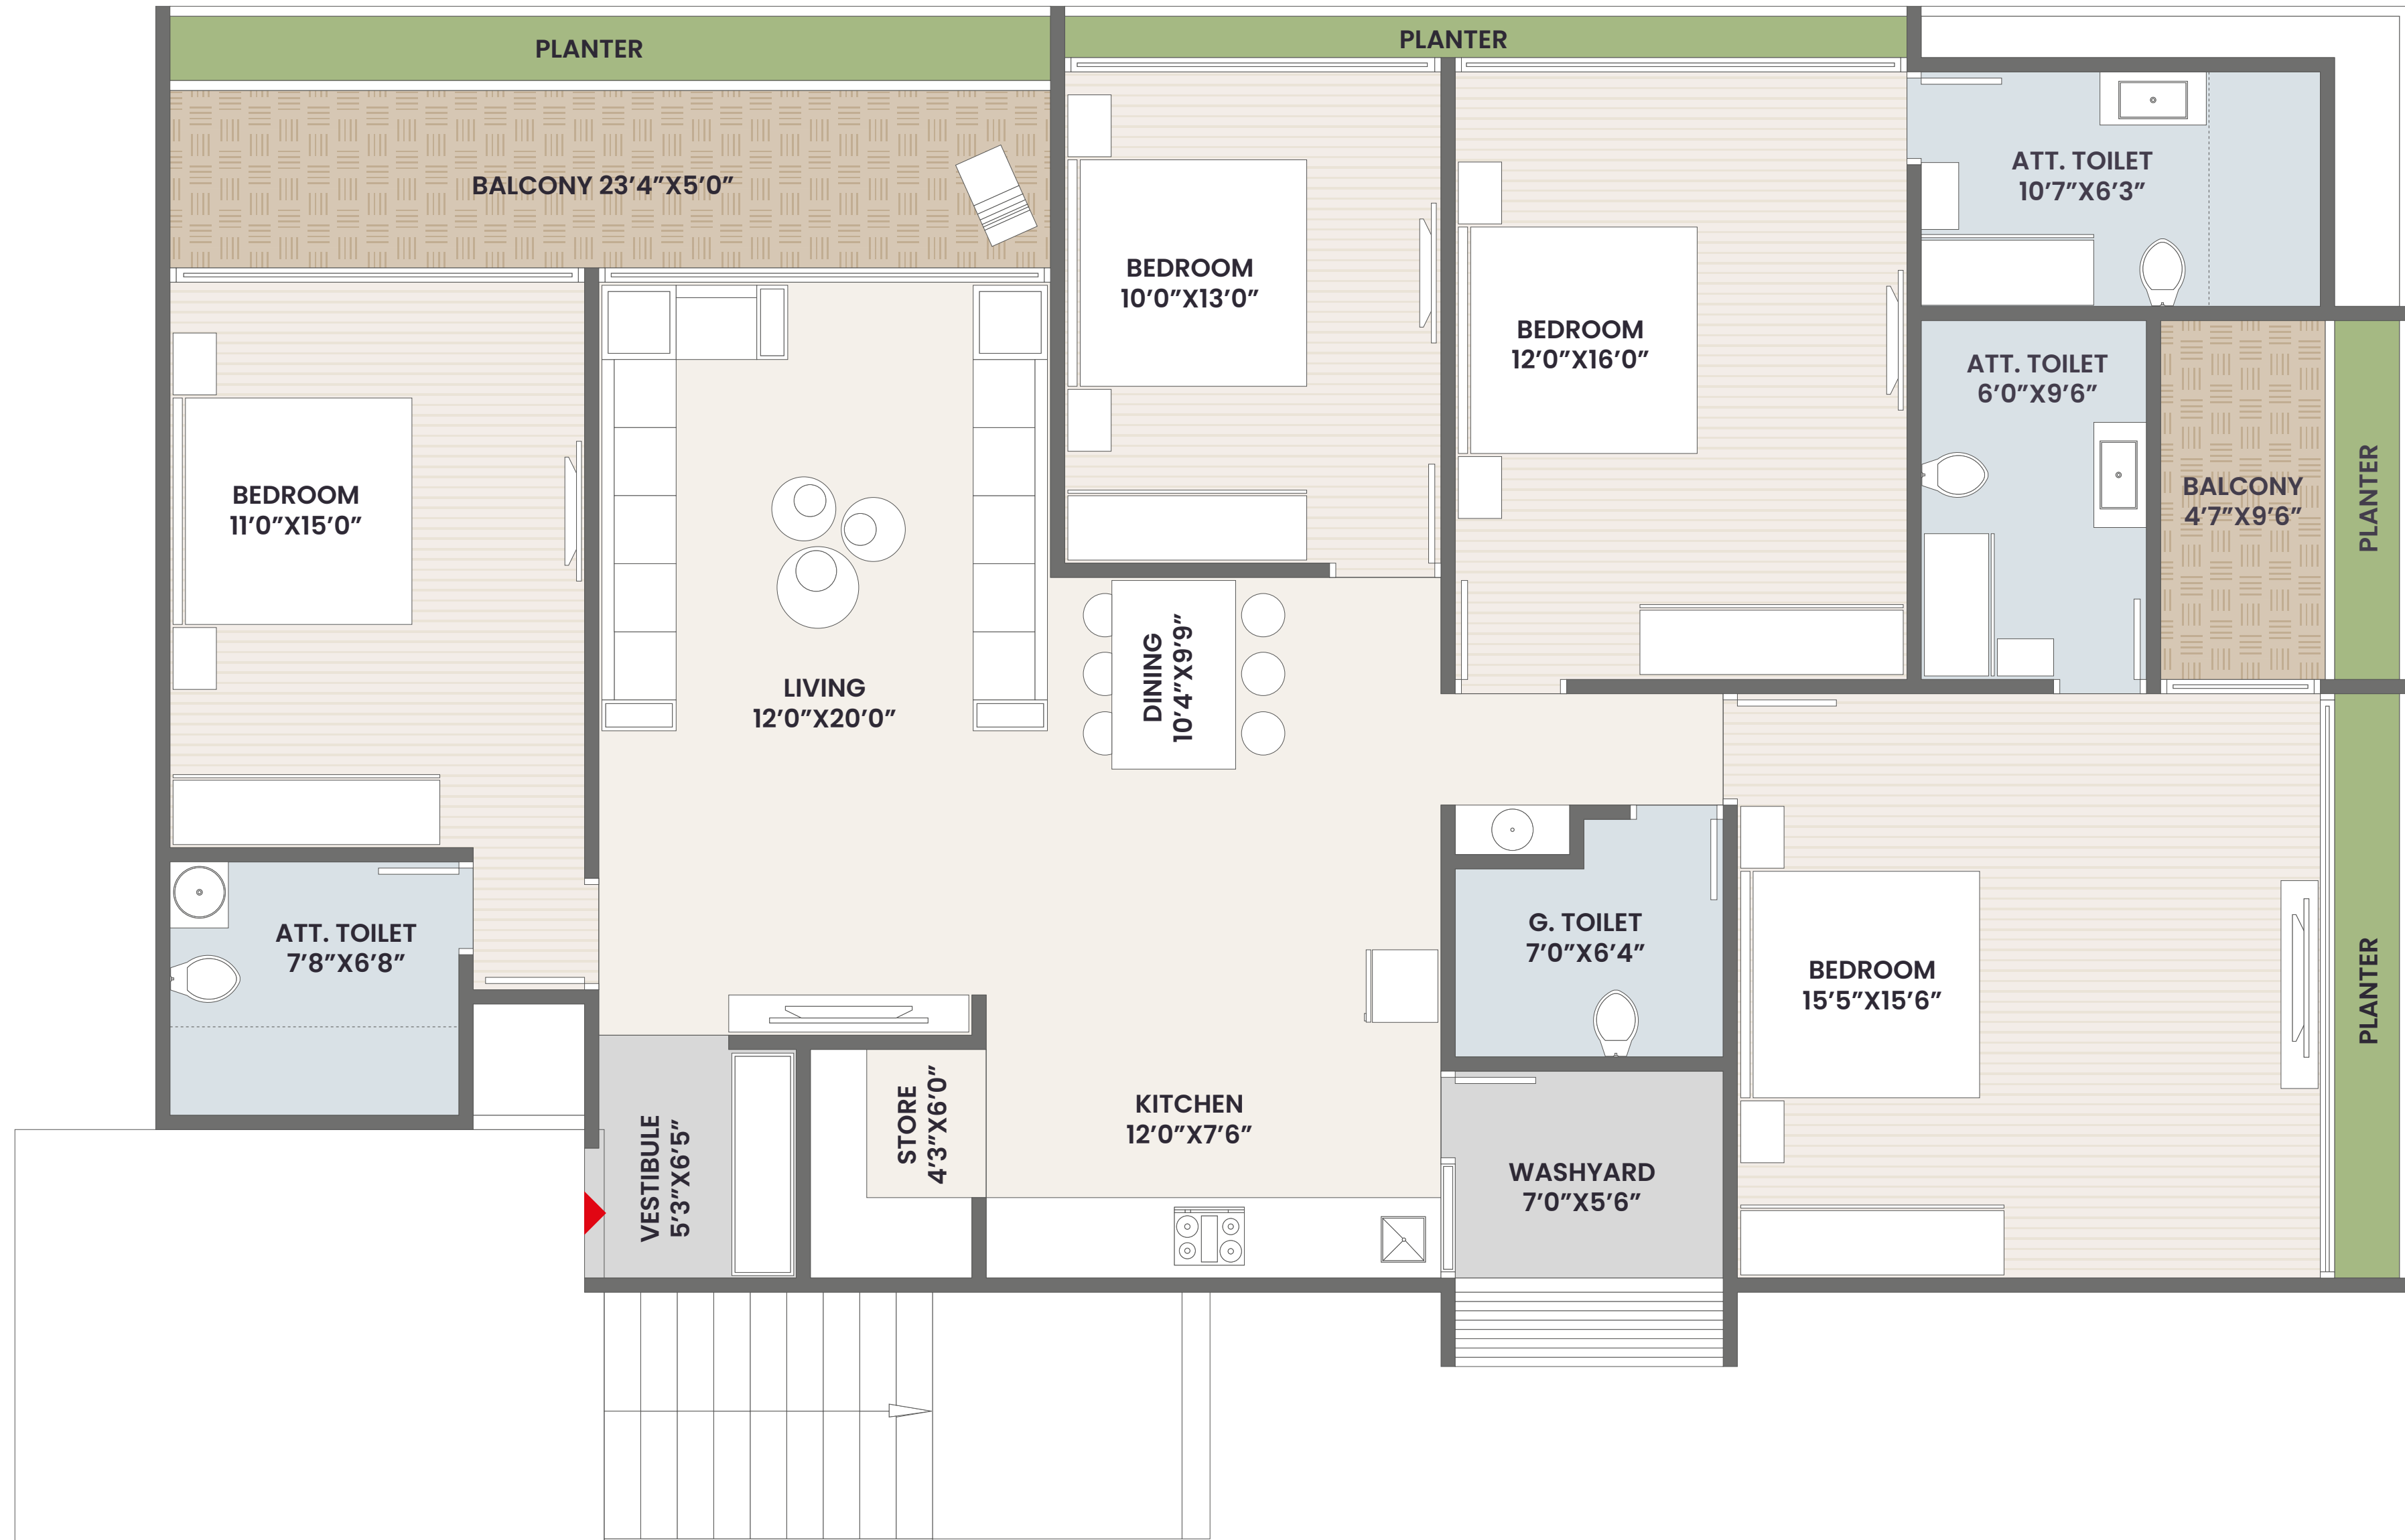 PLANTER
PLANTER
BALCONY 23’4”X5’0”
ATT. TOILET
10’7”X6’3”
BEDROOM
10’0”X13’0”
BEDROOM
12’0”X16’0”
ATT. TOILET
6’0”X9’6”
BALCONY
4’7”X9’6”
PLANTER
BEDROOM
11’0”X15’0”
LIVING
12’0”X20’0”
DINING
10’4”X9’9”
ATT. TOILET
7’8”X6’8”
G. TOILET
7’0”X6’4”
BEDROOM
15’5”X15’6”
PLANTER
VESTIBULE
5’3”X6’5”
STORE
4’3”X6’0”
KITCHEN
12’0”X7’6”
WASHYARD
7’0”X5’6”